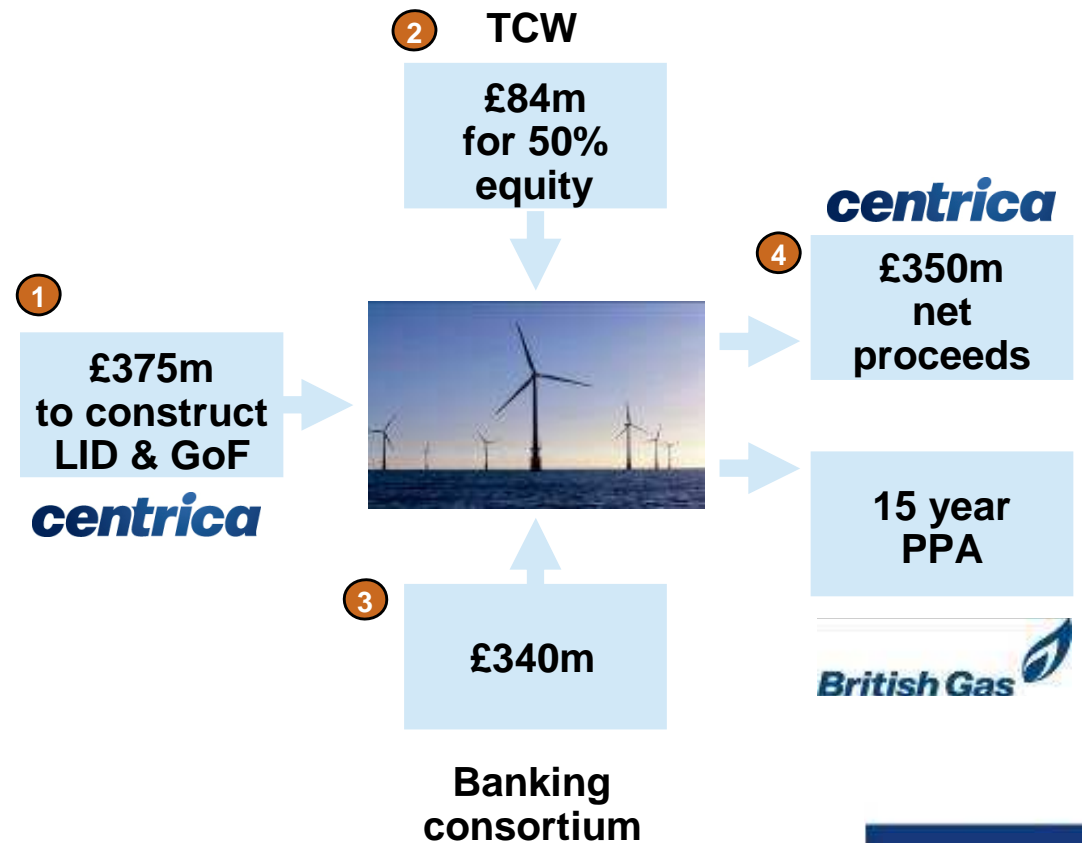 2
TCW
£84m
for 50%
equity
1
£375m
to construct
LID & GoF
centrica
centrica
4
£350m
net
proceeds
15 year
PPA
British Gas
3
£340m
Banking
consortium